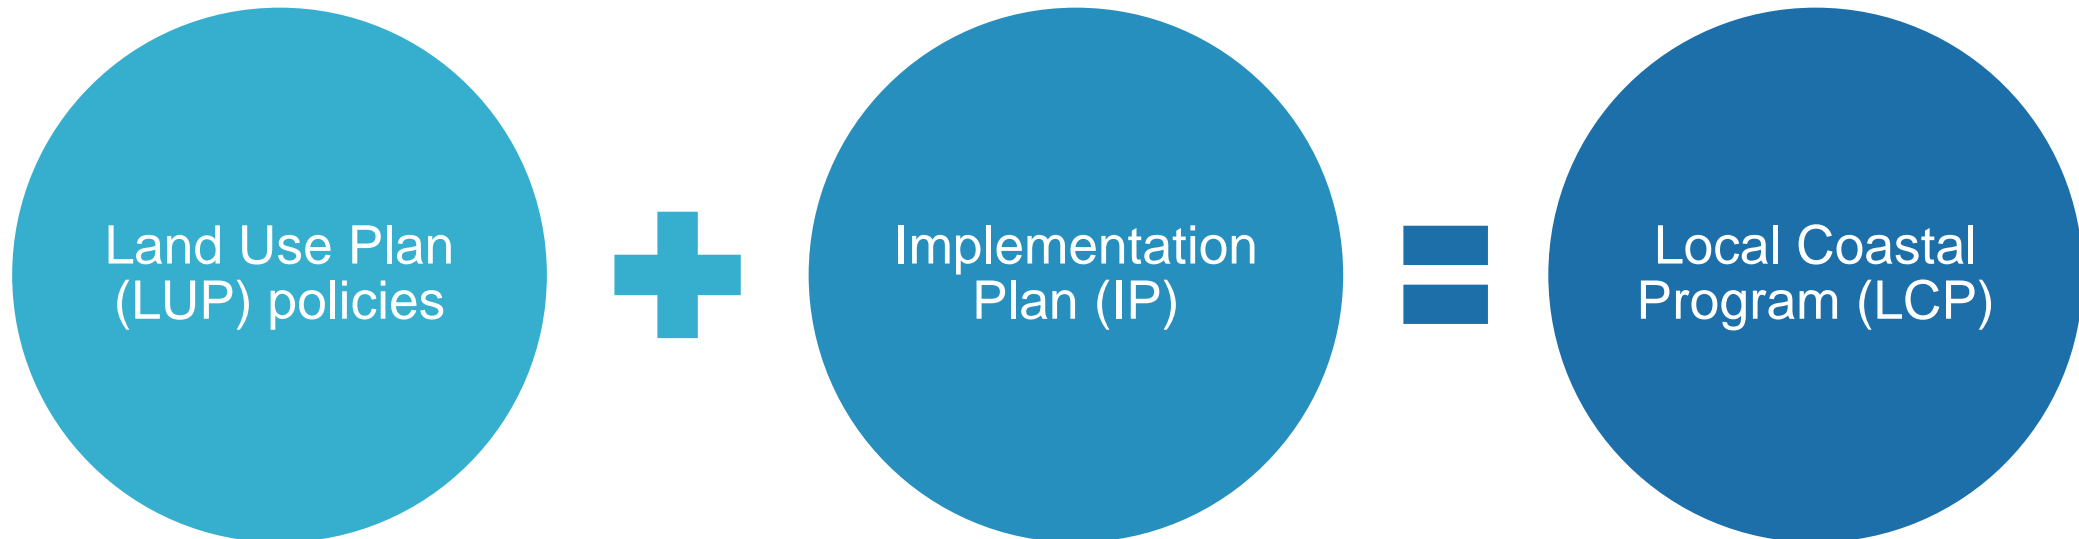 Land Use Plan
(LUP) policies
Implementation
Plan (IP)
Local Coastal
Program (LCP)